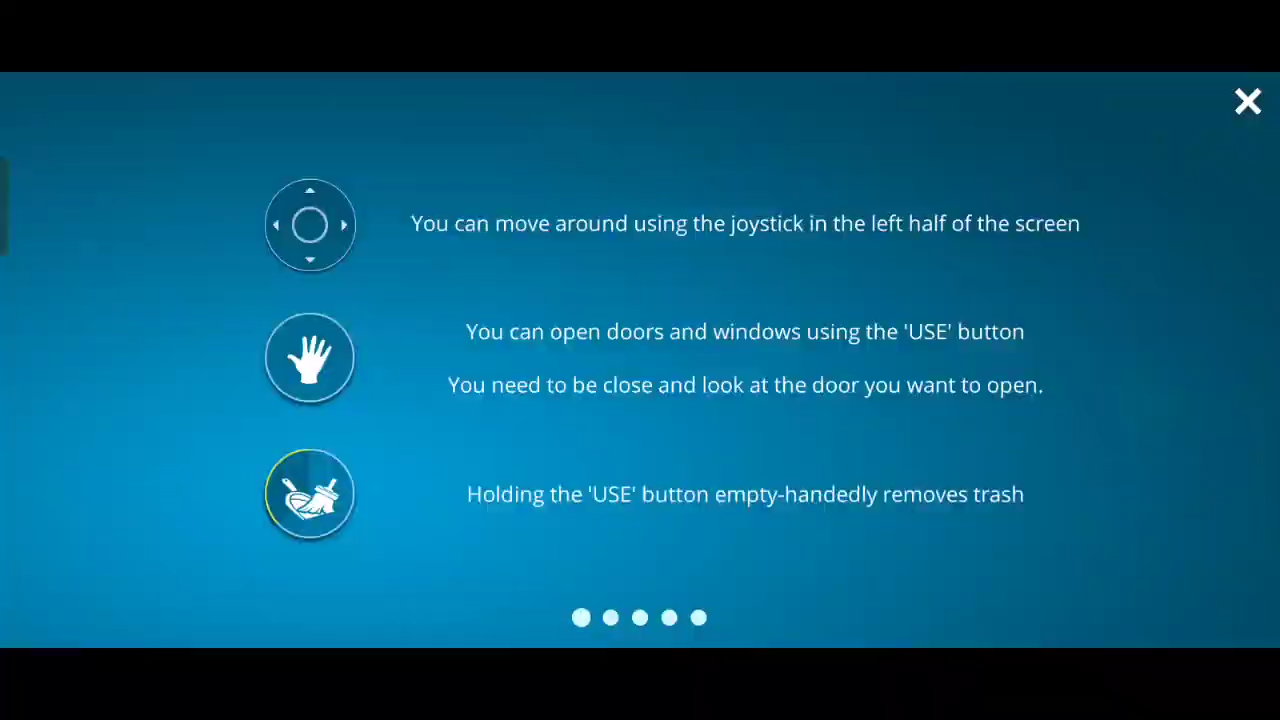 You can move around using the joystick in the left half of the screen
You can open doors and windows using the 'USE' button
You need to be close and look at the door you want to open.
Holding the 'USE' button empty-handedly removes trash